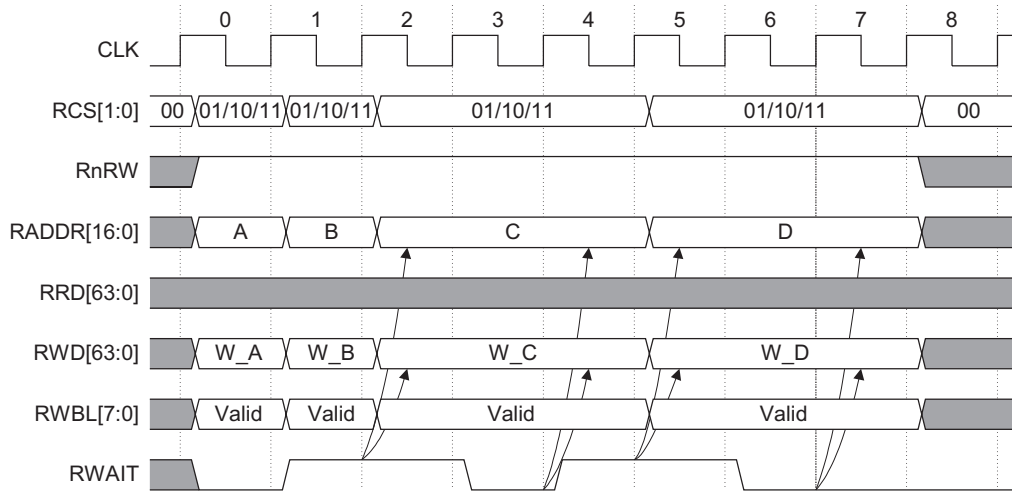 0 1 2 3 4 5 6 7 8
CLK
RCS[1:0] 00 01/10/11 01/10/11 01/10/11 01/10/11 00
RnRW
RADDR[16:0] A B C D
RRD[63:0]
RWD[63:0] W_A W_B W_C W_D
RWBL[7:0] Valid Valid Valid Valid
RWAIT